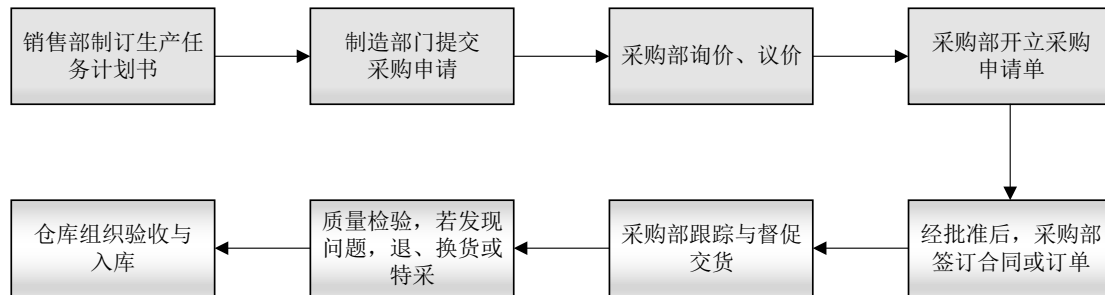 销售部制订生产任
务计划书
制造部门提交
采购申请
采购部询价、议价
采购部开立采购
申请单
经批准后，采购部
签订合同或订单
采购部跟踪与督促
交货
质量检验，若发现
问题，退、换货或
特采
仓库组织验收与
入库